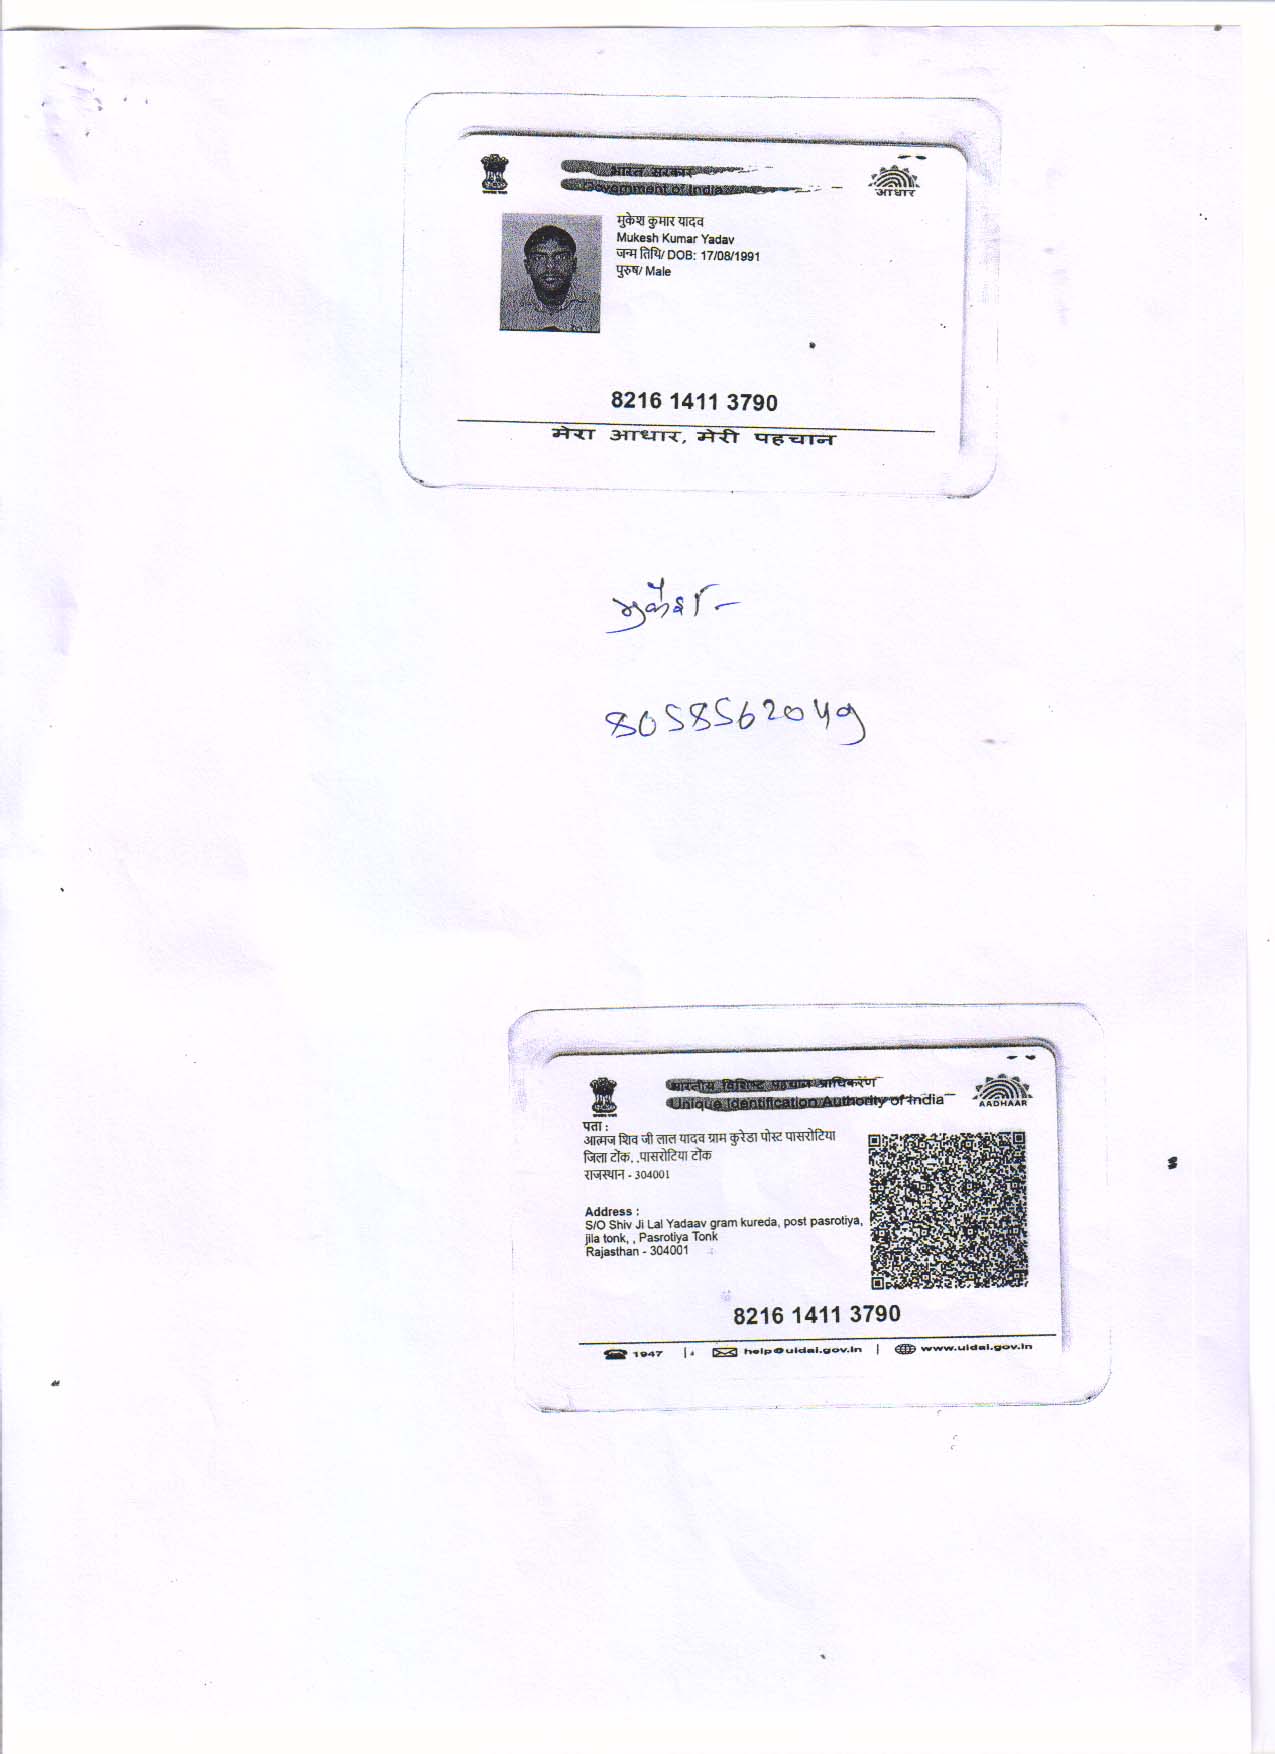 भारत सरकार
Government of India
आधार
मुकेश कुमार यादव
Mukesh Kumar Yadav
जन्म तिथि/ DOB: 17/08/1991
पुरुष/ Male
8216 1411 3790
मेरा आधार, मेरी पहचान
मुकेश
8058562049
भारतीय विशिष्ट पहचान प्राधिकरण
Unique Identification Authority of India
AADHAAR
पता :
आत्मज शिव जी लाल यादव ग्राम कुरेडा पोस्ट पासरोटिया
जिला टोंक, ,पासरोटिया टोंक
राजस्थान - 304001
Address :
S/O Shiv Ji Lal Yadaav gram kureda, post pasrotiya,
jila tonk, , Pasrotiya Tonk
Rajasthan - 304001
8216 1411 3790
1947 | help@uidai.gov.in | www.uidai.gov.in